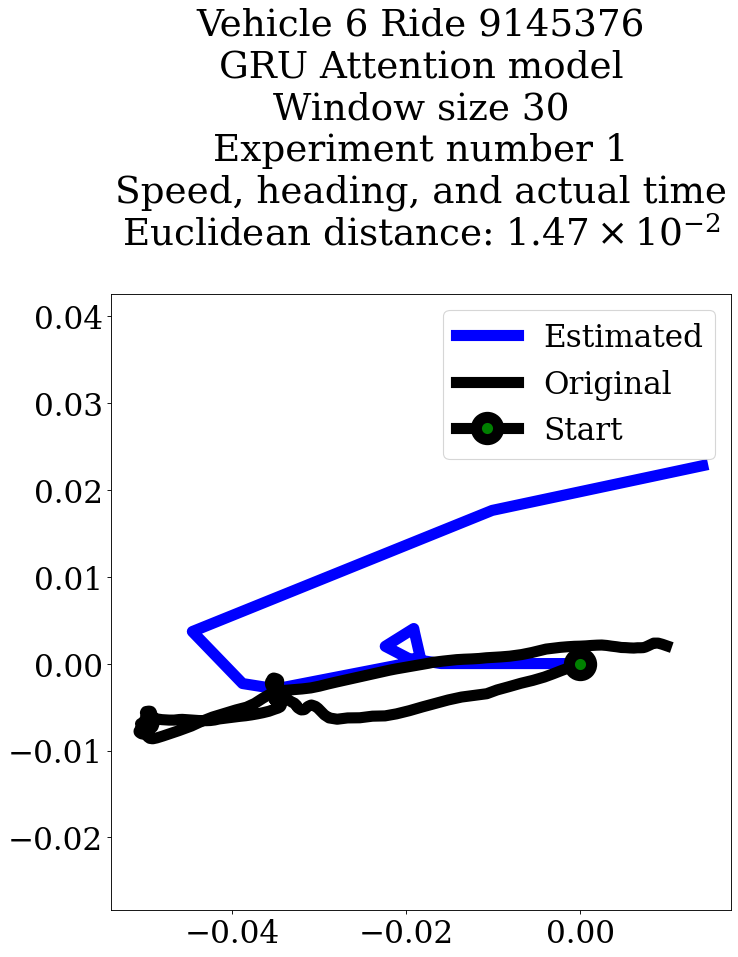 Vehicle 6 Ride 9145376
GRU Attention model
Window size 30
Experiment number 1
Speed, heading, and actual time
Euclidean distance: 1.47 × 10⁻²
Estimated
Original
Start
0.04
0.03
0.02
0.01
0.00
−0.01
−0.02
−0.04 −0.02 0.00